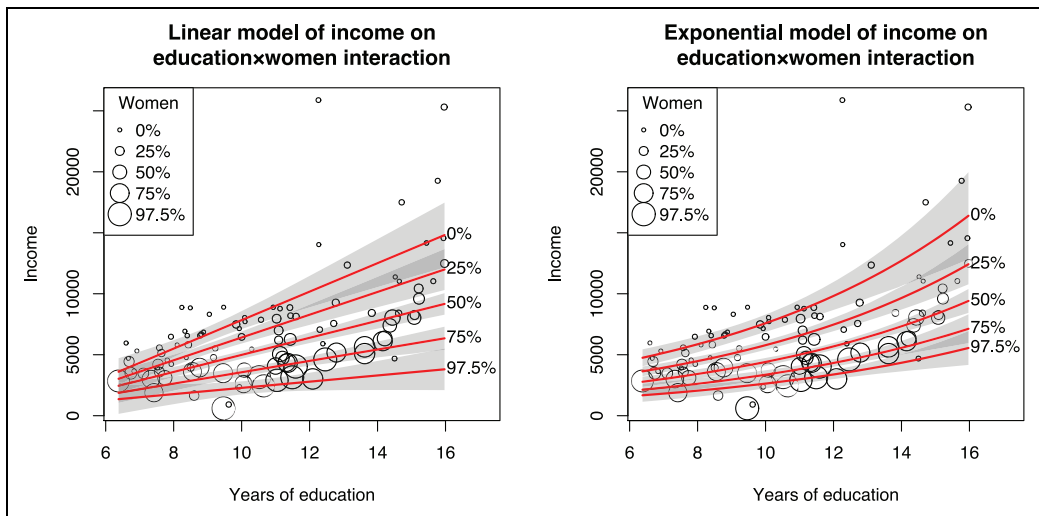 Linear model of income on
education×women interaction
Women
0%
25%
50%
75%
97.5%
0%
25%
50%
75%
97.5%
Income
0
5000
10000
20000
6 8 10 12 14 16
Years of education
Exponential model of income on
education×women interaction
Women
0%
25%
50%
75%
97.5%
0%
25%
50%
75%
97.5%
Income
0
5000
10000
20000
6 8 10 12 14 16
Years of education